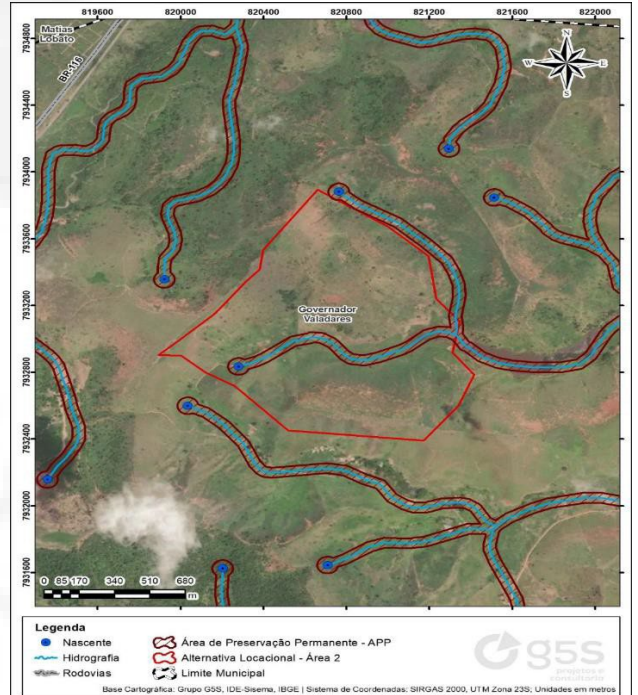 819600 820000 820400 820800 821200 821600 822000
7934800
7934400
7934000
7933600
7933200
7932800
7932400
7932000
7931600
Matias
Lobato
BR-116
N
W E
S
Governador
Valadares
0 85 170 340 510 680
m
Legenda
Nascente
Hidrografia
Rodovias
Área de Preservação Permanente - APP
Alternativa Locacional - Área 2
Limite Municipal
g5s
projetos e
consultoria
Base Cartográfica: Grupo G5S, IDE-Sisema, IBGE | Sistema de Coordenadas: SIRGAS 2000, UTM Zona 23S; Unidades em metros